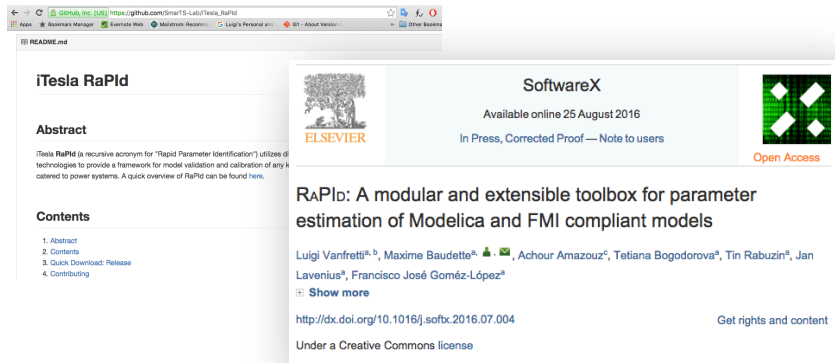 GitHub, Inc. [US] https://github.com/SmarTS-Lab/iTesla_RaPId
Apps Bookmark Manager Evernote Web Mailstrom: Recomme Luigi's Personal and Git - About Version » Other Bookma
README.md
iTesla RaPId
Abstract
iTesla RaPId (a recursive acronym for "Rapid Parameter Identification") utilizes di
technologies to provide a framework for model validation and calibration of any k
catered to power systems. A quick overview of RaPId can be found here.
Contents
1. Abstract
2. Contents
3. Quick Download: Release
4. Contributing
ELSEVIER
SoftwareX
Available online 25 August 2016
In Press, Corrected Proof — Note to users
Open Access
RAPID: A modular and extensible toolbox for parameter
estimation of Modelica and FMI compliant models
Luigi Vanfretti a, b, Maxime Baudette a, , Achour Amazouz c, Tetiana Bogodorova a, Tin Rabuzin a, Jan
Lavenius a, Francisco José Goméz-López a
Show more
http://dx.doi.org/10.1016/j.softx.2016.07.004
Get rights and content
Under a Creative Commons license